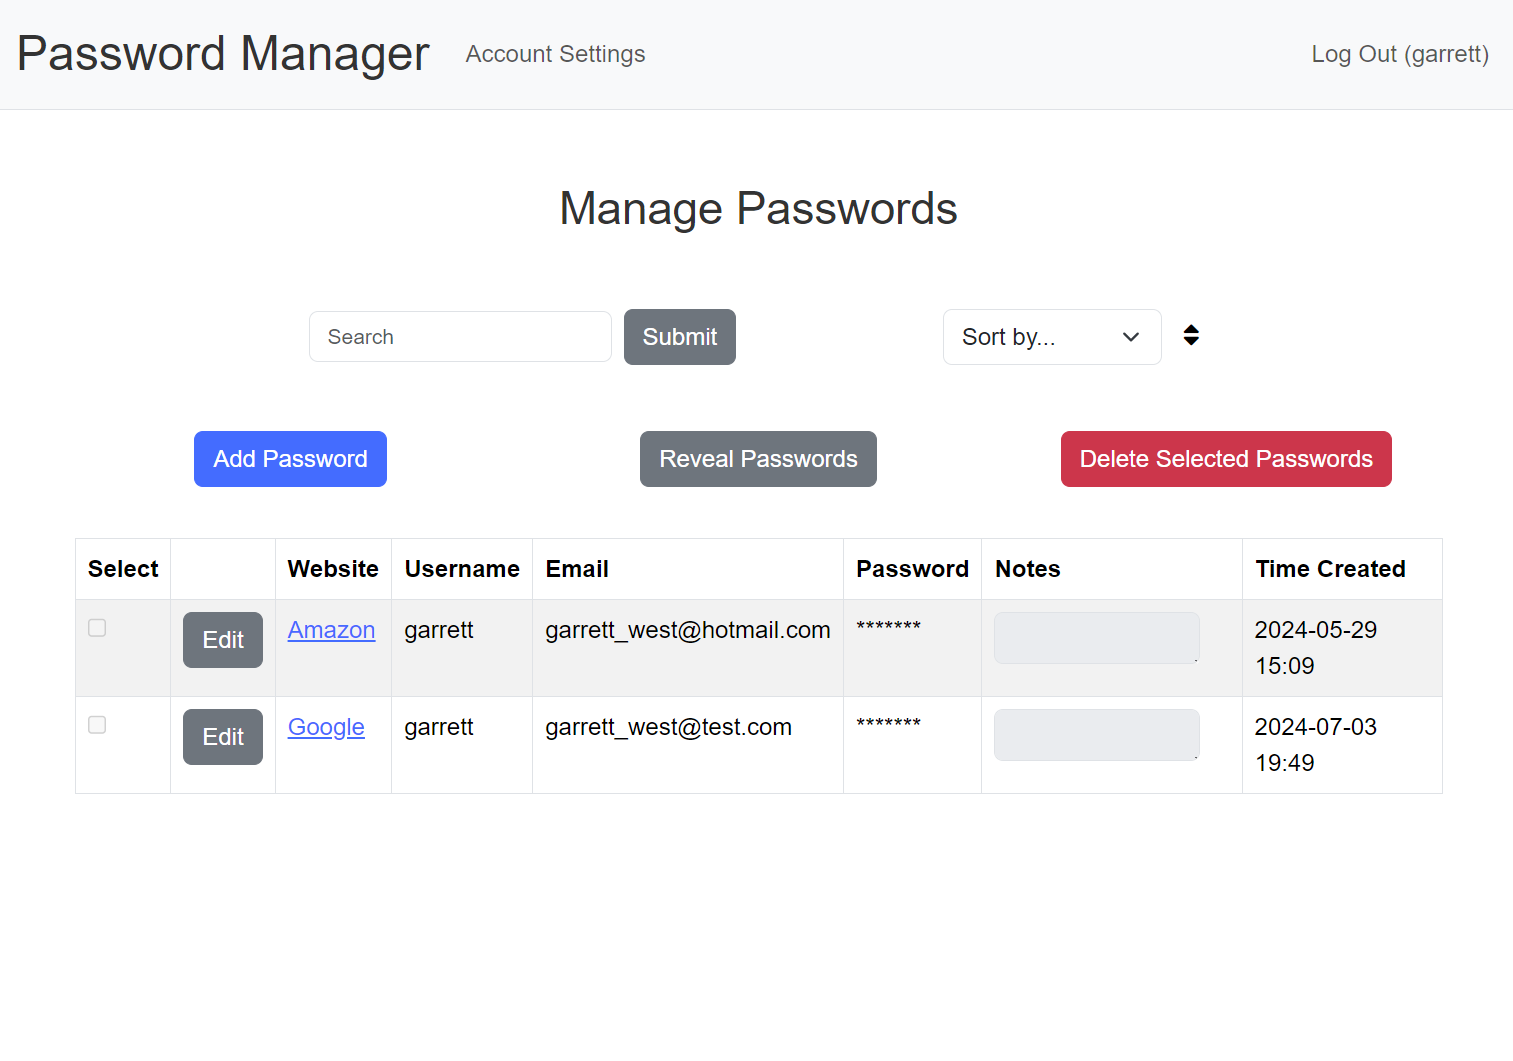 Password Manager Account Settings Log Out (garrett)
Manage Passwords
Search Submit Sort by...
Add Password Reveal Passwords Delete Selected Passwords
Select Website Username Email Password Notes Time Created
Edit Amazon garrett garrett_west@hotmail.com ******* 2024-05-29
15:09
Edit Google garrett garrett_west@test.com ******* 2024-07-03
19:49